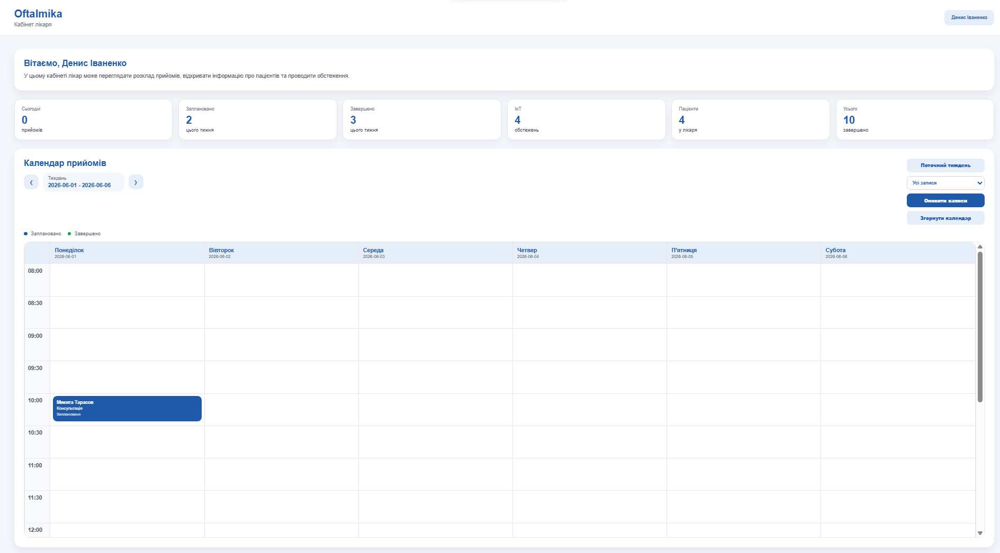 Oftalmika
Кабінет лікаря
Денис Іваненко
Вітаємо, Денис Іваненко
У цьому кабінеті лікар може переглядати розклад прийомів, відкривати інформацію про пацієнтів та проводити обстеження.
Сьогодні
0
прийомів
Заплановано
2
цього тижня
Завершено
3
цього тижня
IoT
4
обстежень
Пацієнти
4
у лікаря
Усього
10
завершено
Календар прийомів
‹
Тиждень
2026-06-01 - 2026-06-06
›
Поточний тиждень
Усі записи
Оновити записи
Згорнути календар
Заплановано
Завершено
Понеділок
2026-06-01
Вівторок
2026-06-02
Середа
2026-06-03
Четвер
2026-06-04
П'ятниця
2026-06-05
Субота
2026-06-06
08:00
08:30
09:00
09:30
10:00
Микита Тарасов
Консультація
Заплановано
10:30
11:00
11:30
12:00